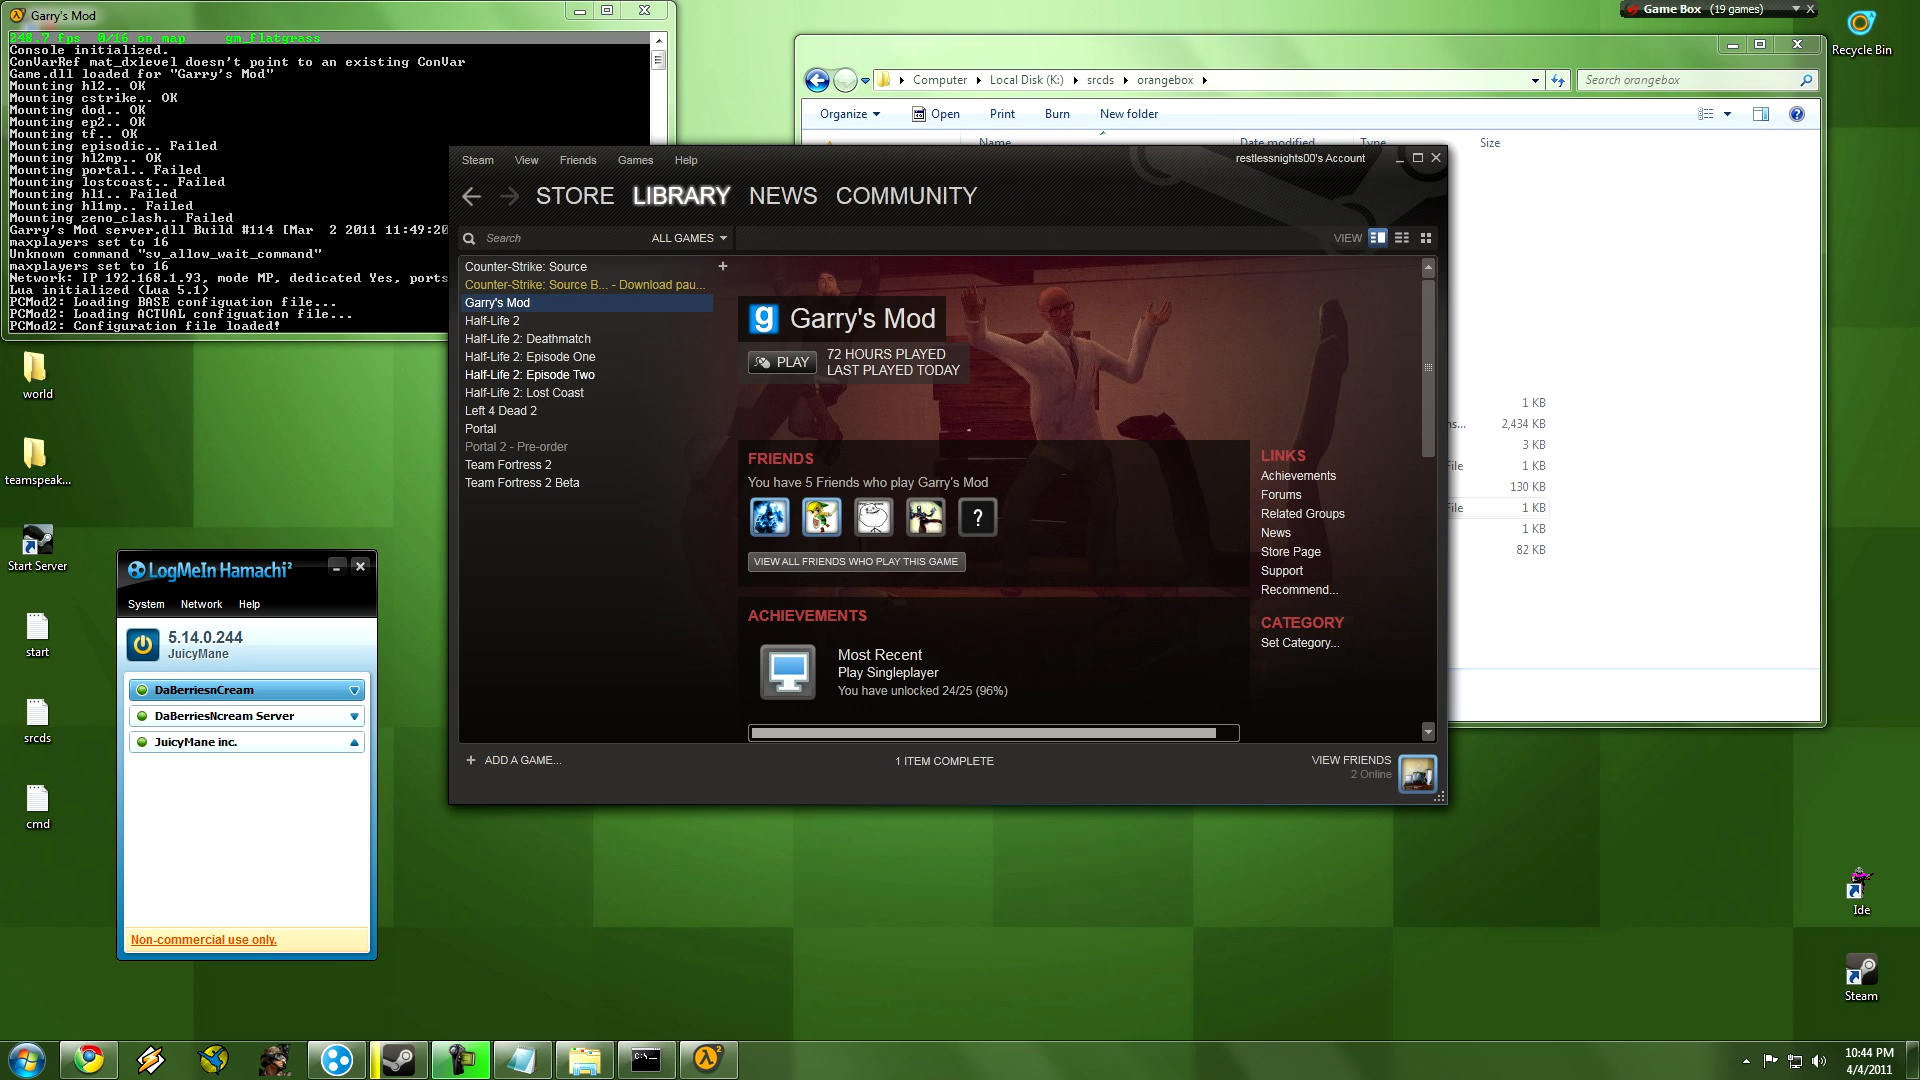 Garry's Mod
248.7 fps 0/16 on map gm_flatgrass
Console initialized.
ConVarRef mat_dxlevel doesn't point to an existing ConVar
Game.dll loaded for "Garry's Mod"
Mounting hl2.. OK
Mounting cstrike.. OK
Mounting dod.. OK
Mounting ep2.. OK
Mounting tf.. OK
Mounting episodic.. Failed
Mounting hl2mp.. OK
Mounting portal.. Failed
Mounting lostcoast.. Failed
Mounting hl1.. Failed
Mounting hl1mp.. Failed
Mounting zeno_clash.. Failed
Garry's Mod server.dll Build #114 [Mar 2 2011 11:49:20
maxplayers set to 16
Unknown command "sv_allow_wait_command"
maxplayers set to 16
Network: IP 192.168.1.93, mode MP, dedicated Yes, ports
Lua initialized (Lua 5.1)
PCMod2: Loading BASE configuation file...
PCMod2: Loading ACTUAL configuation file...
PCMod2: Configuration file loaded!
Game Box (19 games)
Recycle Bin
Computer Local Disk (K:) srcds orangebox
Search orangebox
Organize Open Print Burn New folder
Name Date modified Type Size
1 KB
ns... 2,434 KB
3 KB
File 1 KB
130 KB
File 1 KB
1 KB
82 KB
Steam View Friends Games Help
restlessnights00's Account
STORE LIBRARY NEWS COMMUNITY
Search ALL GAMES
VIEW
Counter-Strike: Source
Counter-Strike: Source B... - Download pau...
Garry's Mod
Half-Life 2
Half-Life 2: Deathmatch
Half-Life 2: Episode One
Half-Life 2: Episode Two
Half-Life 2: Lost Coast
Left 4 Dead 2
Portal
Portal 2 - Pre-order
Team Fortress 2
Team Fortress 2 Beta
g Garry's Mod
PLAY
72 HOURS PLAYED
LAST PLAYED TODAY
FRIENDS
You have 5 Friends who play Garry's Mod
?
VIEW ALL FRIENDS WHO PLAY THIS GAME
ACHIEVEMENTS
Most Recent
Play Singleplayer
You have unlocked 24/25 (96%)
LINKS
Achievements
Forums
Related Groups
News
Store Page
Support
Recommend...
CATEGORY
Set Category...
+ ADD A GAME...
1 ITEM COMPLETE
VIEW FRIENDS
2 Online
world
teamspeak...
Start Server
start
srcds
cmd
LogMeIn Hamachi²
System Network Help
5.14.0.244
JuicyMane
DaBerriesnCream
DaBerriesNcream Server
JuicyMane inc.
Non-commercial use only.
Ide
Steam
C:\
10:44 PM
4/4/2011